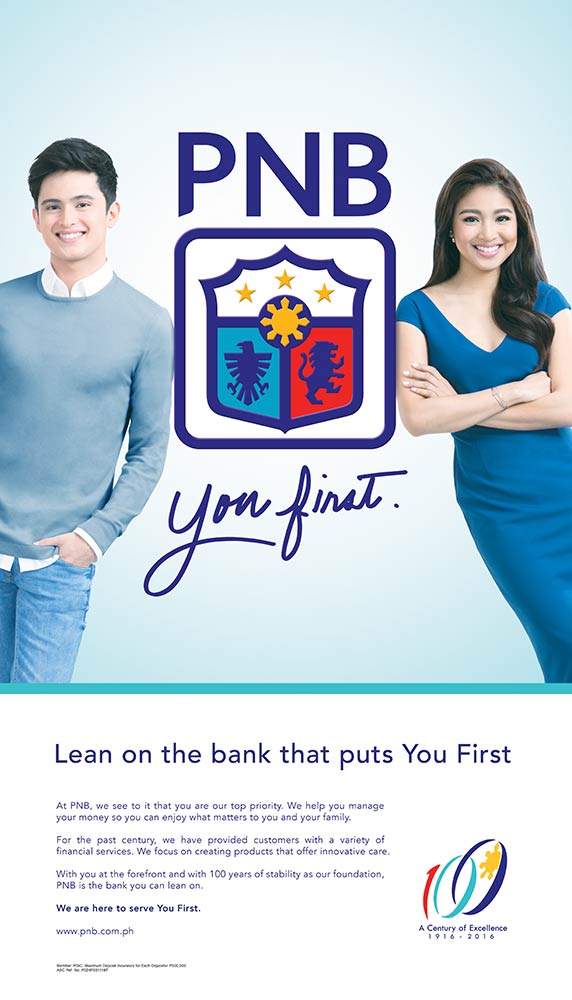 PNB
You first.
Lean on the bank that puts You First
At PNB, we see to it that you are our top priority. We help you manage
your money so you can enjoy what matters to you and your family.
For the past century, we have provided customers with a variety of
financial services. We focus on creating products that offer innovative care.
With you at the forefront and with 100 years of stability as our foundation,
PNB is the bank you can lean on.
We are here to serve You First.
www.pnb.com.ph
100
A Century of Excellence
1916 - 2016
Member: PDIC. Maximum Deposit Insurance for Each Depositor P500,000